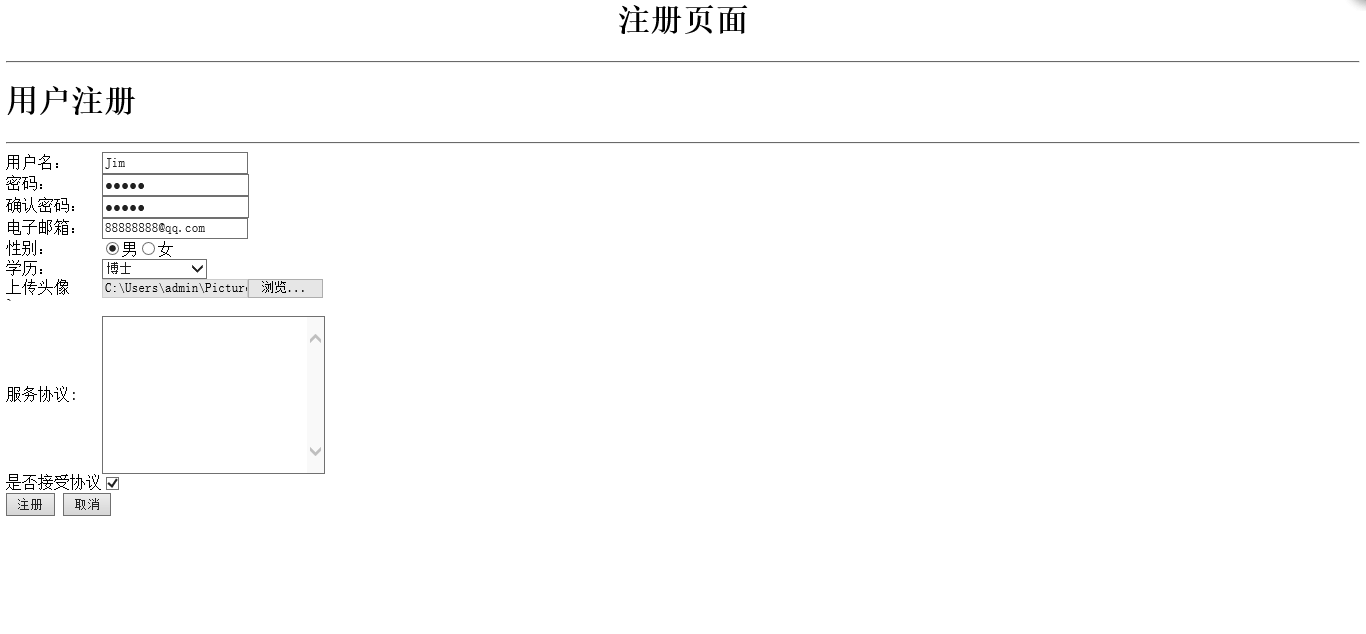 注册页面
用户注册
用户名： Jim
密码： ●●●●●
确认密码： ●●●●●
电子邮箱： 88888888@qq.com
性别： 男 女
学历： 博士
上传头像 C:\Users\admin\Pictur 浏览...
服务协议:
是否接受协议
注册 取消